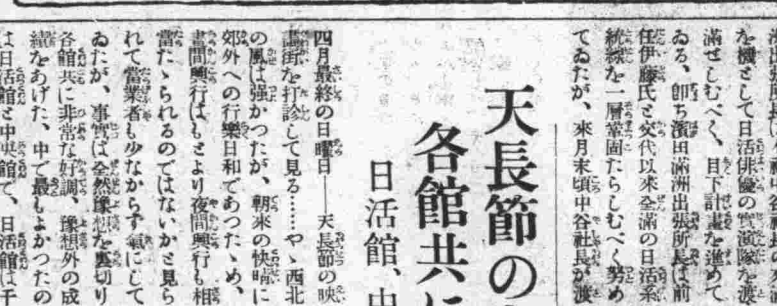 を機として日活俳優の實演隊を渡
滿せしむべく、目下計畫を進めて
ゐる、卽ち濱田滿洲出張所長は前
任伊藤氏と交代以來全滿の日活系
統線を一層鞏固たらしむべく努め
てゐたが、來月末頃中谷社長が渡
天長節の
各館共に
日活館、中
四月最終の日曜日——天長節の映
畫街を打診して見る……やゝ西北
の風は强かつたが、朝來の快晴に
郊外への行樂日和であつたゝめ、
晝間興行はもとより夜間興行も相
當たゝられるのではないかと見ら
れて當業者も少なからず氣にして
ゐたが、事實は全然豫想を裏切り
各館共に非常な好調、豫想外の成
績をあげた、中で最もよかつたの
は日活館と中央館で、日活館は千